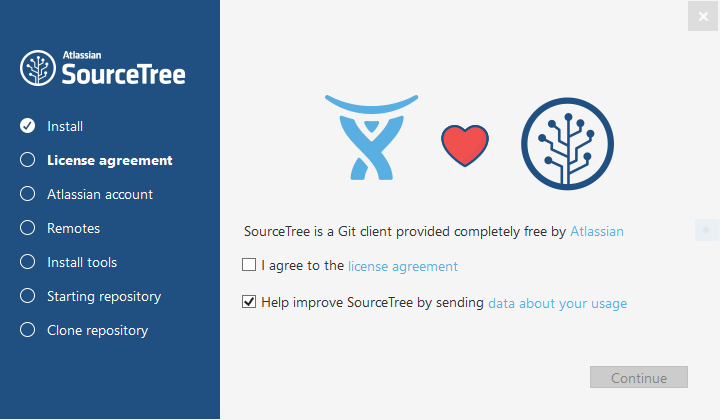 Atlassian
SourceTree
Install
License agreement
Atlassian account
Remotes
Install tools
Starting repository
Clone repository
SourceTree is a Git client provided completely free by Atlassian
I agree to the license agreement
Help improve SourceTree by sending data about your usage
Continue